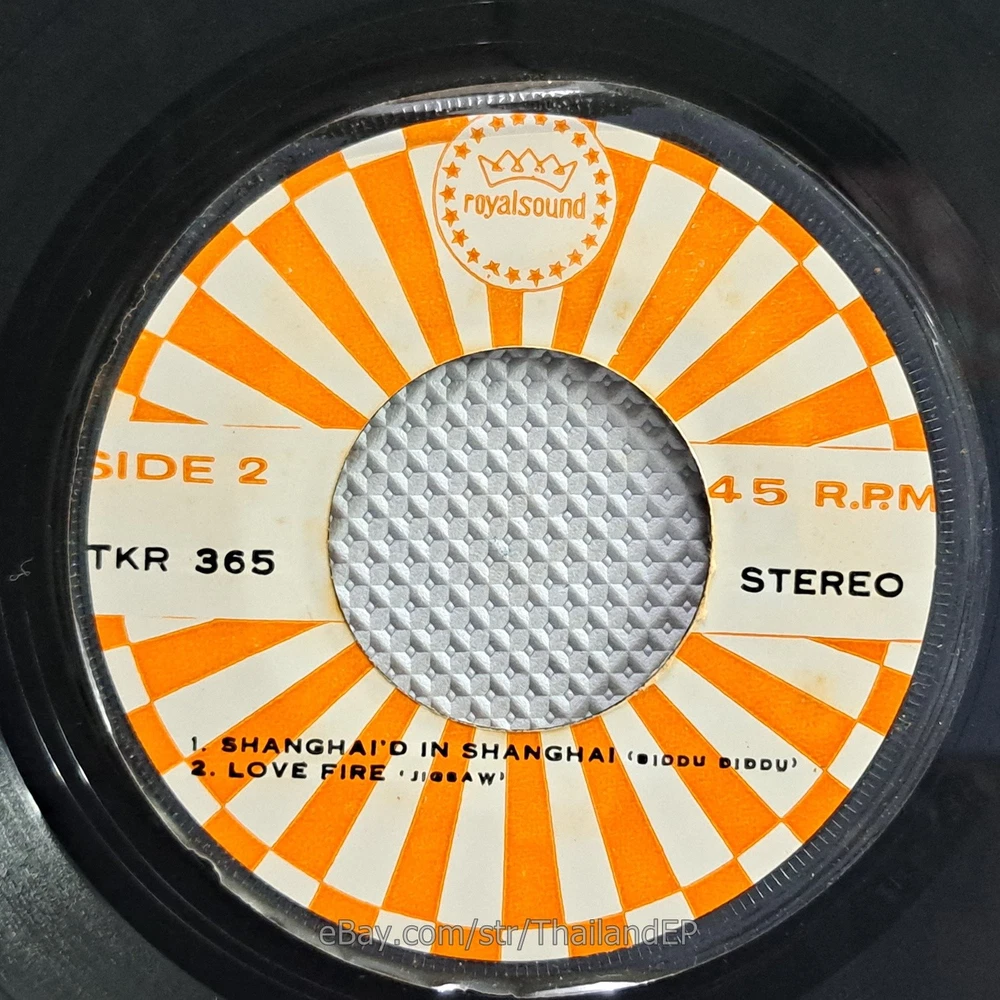 royalsound
SIDE 2
45 R.P.M
TKR 365
STEREO
1. SHANGHAI'D IN SHANGHAI (BIDDU DIDDU)
2. LOVE FIRE (JIGSAW)
eBay.com/str/ThailandEP